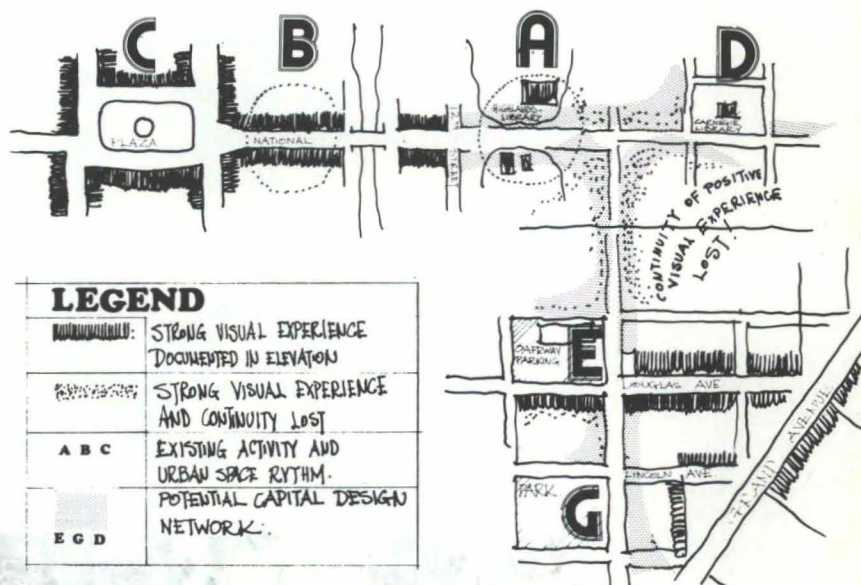 C B A D
PLAZA
NATIONAL
12TH STREET
HIGHLANDS
LIBRARY
CARNEGIE
LIBRARY
CONTINUITY OF POSITIVE
VISUAL EXPERIENCE
LOST!
E
SAFEWAY
PARKING
DOUGLAS AVE
GRAND AVENUE
LINCOLN AVE.
PARK
G
LEGEND
STRONG VISUAL EXPERIENCE
DOCUMENTED IN ELEVATION
STRONG VISUAL EXPERIENCE
AND CONTINUITY LOST
A B C EXISTING ACTIVITY AND
URBAN SPACE RYTHM.
POTENTIAL CAPITAL DESIGN
E G D NETWORK.